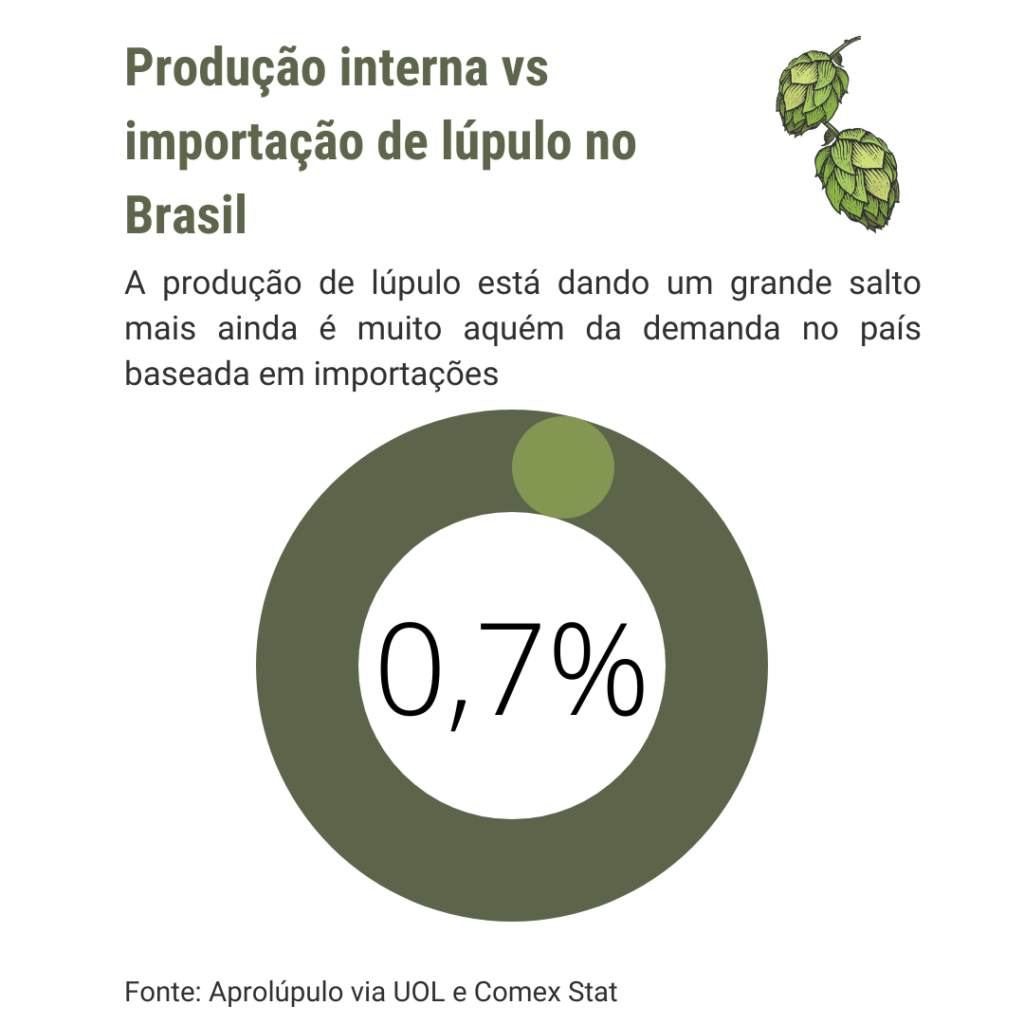 Produção interna vs
importação de lúpulo no
Brasil
A produção de lúpulo está dando um grande salto
mais ainda é muito aquém da demanda no país
baseada em importações
0,7%
Fonte: Aprolúpulo via UOL e Comex Stat